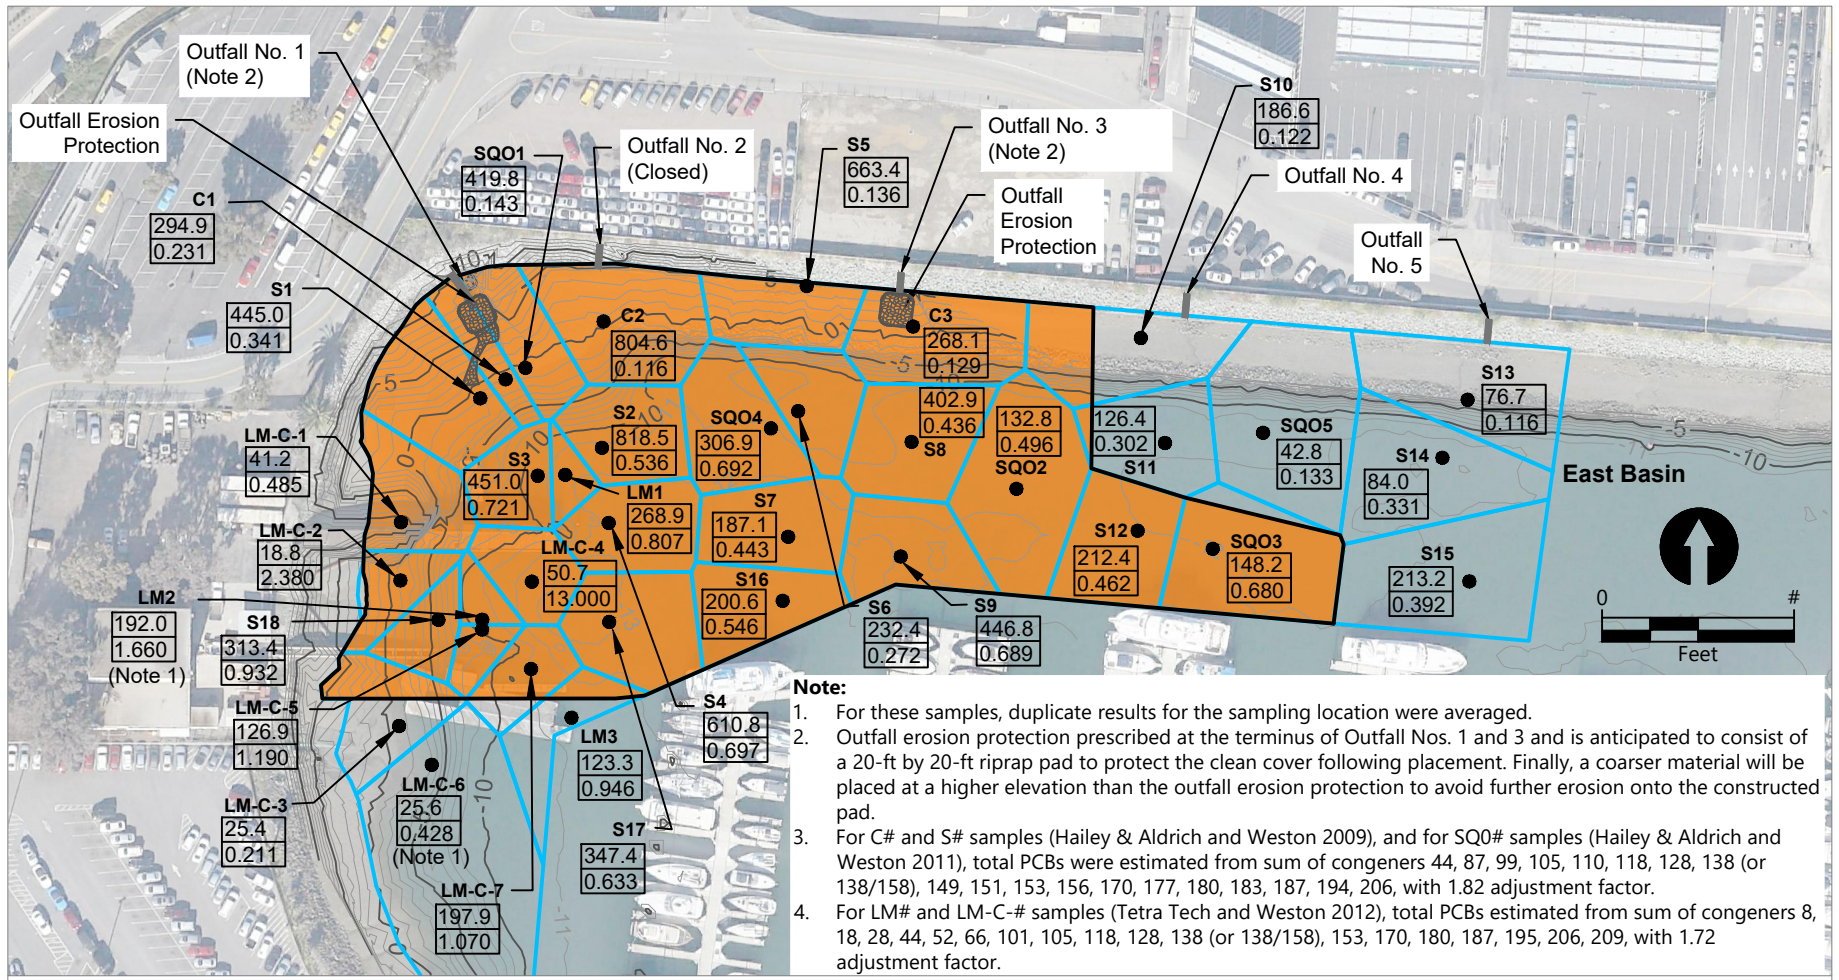 Outfall No. 1
(Note 2)
Outfall Erosion
Protection
SQO1
419.8
0.143
Outfall No. 2
(Closed)
S5
663.4
0.136
Outfall No. 3
(Note 2)
Outfall
Erosion
Protection
S10
186.6
0.122
Outfall No. 4
Outfall
No. 5
C1
294.9
0.231
S1
445.0
0.341
C2
804.6
0.116
C3
268.1
0.129
S13
76.7
0.116
LM-C-1
41.2
0.485
S3
451.0
0.721
S2
818.5
0.536
SQO4
306.9
0.692
402.9
0.436
S8
132.8
0.496
SQO2
126.4
0.302
S11
SQO5
42.8
0.133
S14
84.0
0.331
East Basin
LM1
268.9
0.807
S7
187.1
0.443
LM-C-2
18.8
2.380
LM-C-4
50.7
13.000
S12
212.4
0.462
SQO3
148.2
0.680
S15
213.2
0.392
LM2
192.0
1.660
(Note 1)
S18
313.4
0.932
S16
200.6
0.546
S6
232.4
0.272
S9
446.8
0.689
0 #
Feet
LM-C-5
126.9
1.190
S4
610.8
0.697
LM3
123.3
0.946
LM-C-3
25.4
0.211
LM-C-6
25.6
0.428
(Note 1)
S17
347.4
0.633
LM-C-7
197.9
1.070
-10
-5
0
5
0
-5
-10
-10
-10
-5
-10
-10
-11
Note:
1. For these samples, duplicate results for the sampling location were averaged.
2. Outfall erosion protection prescribed at the terminus of Outfall Nos. 1 and 3 and is anticipated to consist of
a 20-ft by 20-ft riprap pad to protect the clean cover following placement. Finally, a coarser material will be
placed at a higher elevation than the outfall erosion protection to avoid further erosion onto the constructed
pad.
3. For C# and S# samples (Hailey & Aldrich and Weston 2009), and for SQ0# samples (Hailey & Aldrich and
Weston 2011), total PCBs were estimated from sum of congeners 44, 87, 99, 105, 110, 118, 128, 138 (or
138/158), 149, 151, 153, 156, 170, 177, 180, 183, 187, 194, 206, with 1.82 adjustment factor.
4. For LM# and LM-C-# samples (Tetra Tech and Weston 2012), total PCBs estimated from sum of congeners 8,
18, 28, 44, 52, 66, 101, 105, 118, 128, 138 (or 138/158), 153, 170, 180, 187, 195, 206, 209, with 1.72
adjustment factor.